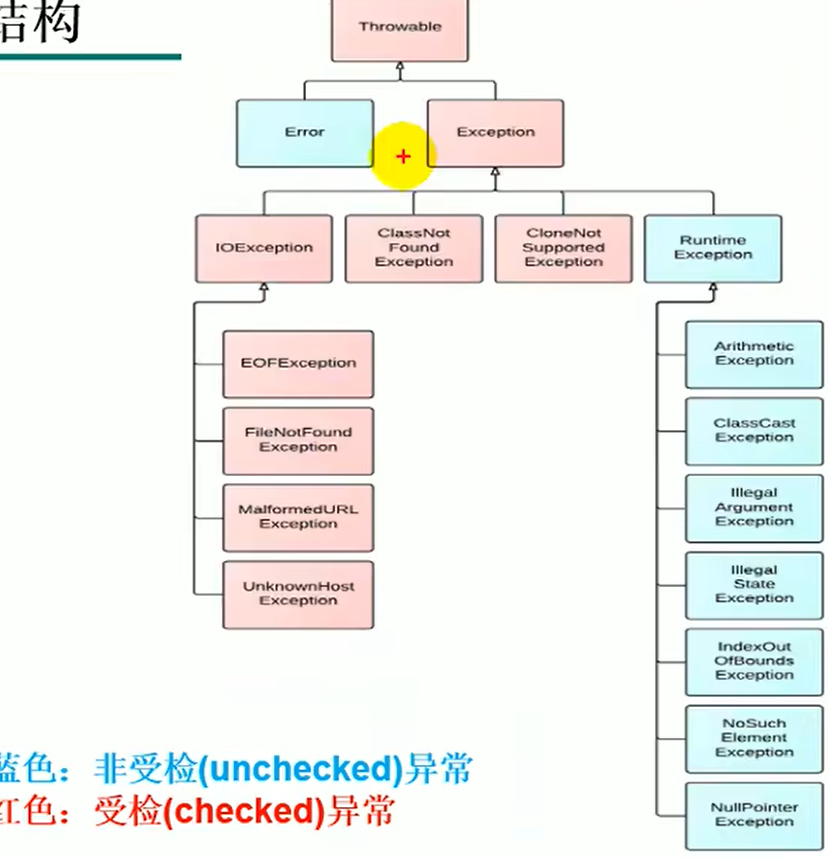 结构
Throwable
Error
Exception
IOException
ClassNot
Found
Exception
CloneNot
Supported
Exception
Runtime
Exception
EOFException
FileNotFound
Exception
MalformedURL
Exception
UnknownHost
Exception
Arithmetic
Exception
ClassCast
Exception
Illegal
Argument
Exception
Illegal
State
Exception
IndexOut
OfBounds
Exception
NoSuch
Element
Exception
NullPointer
Exception
蓝色：非受检(unchecked)异常
红色：受检(checked)异常